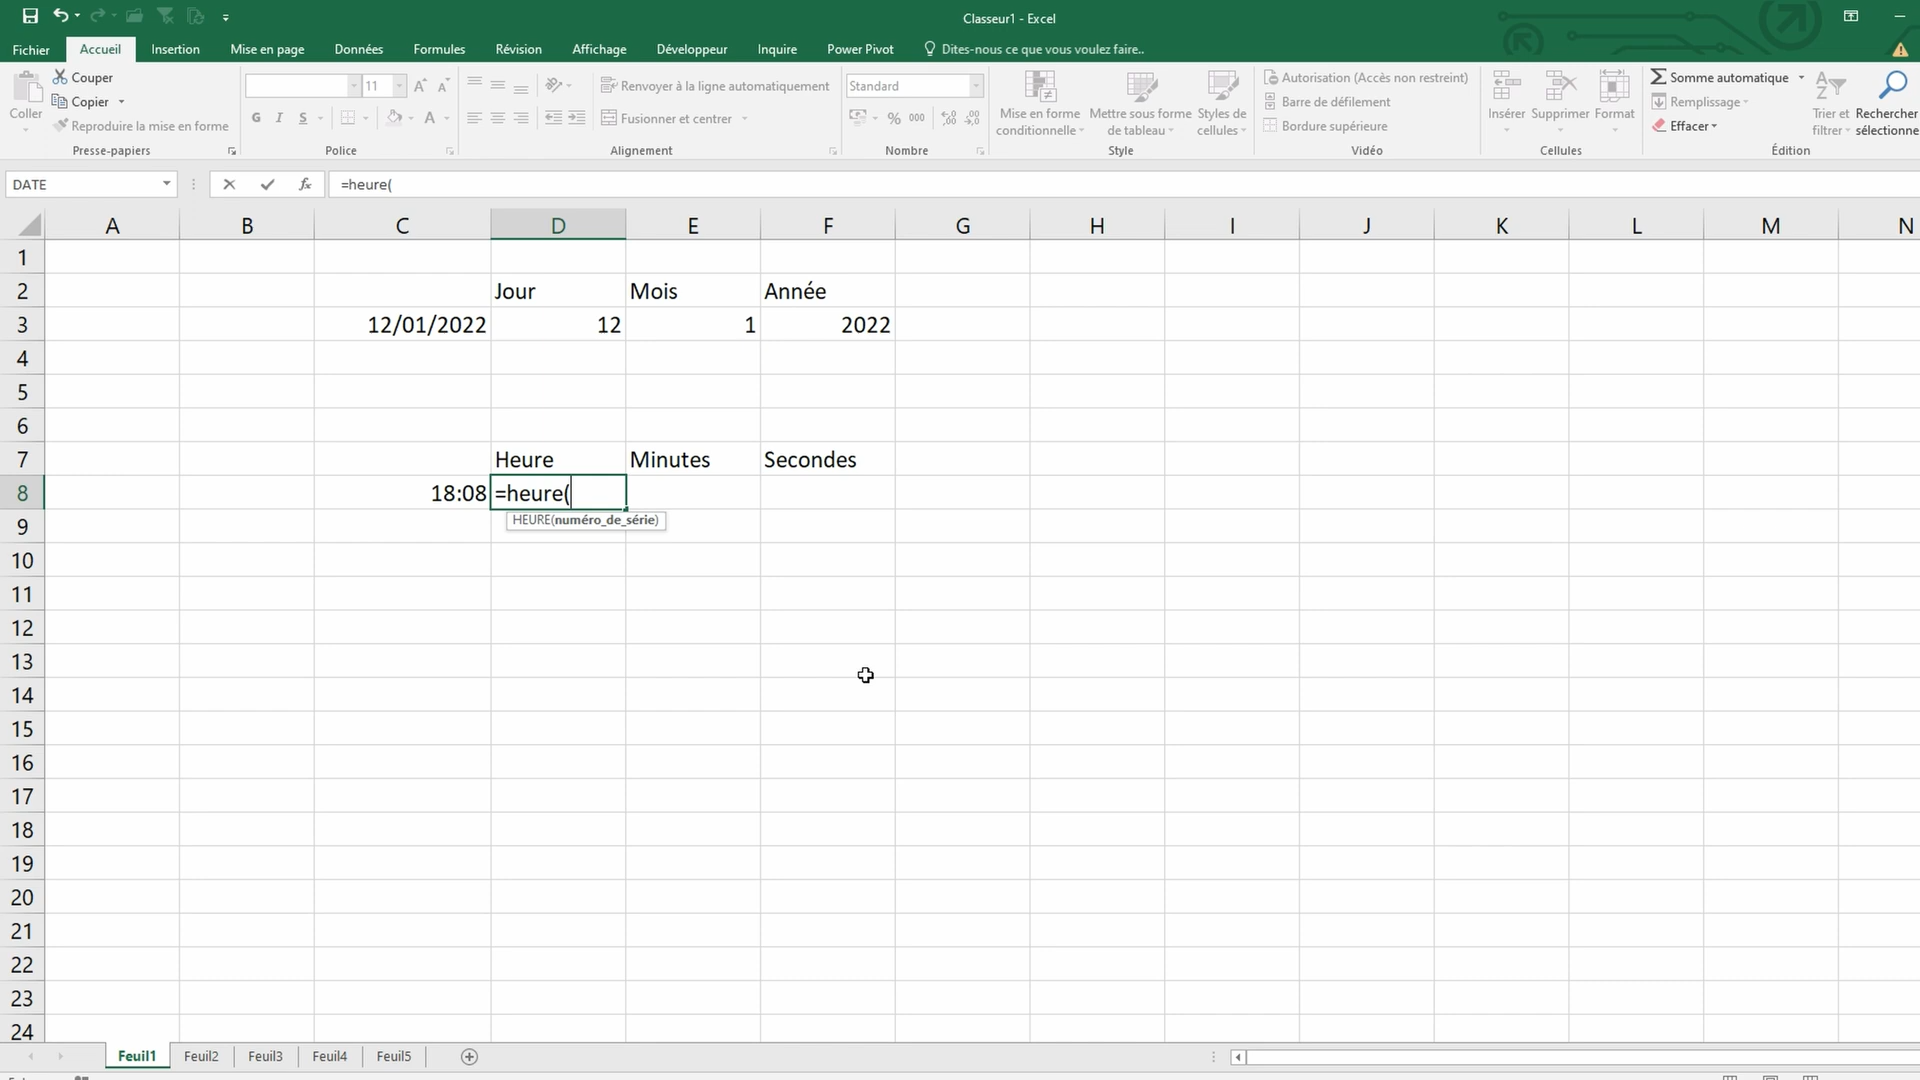 Classeur1 - Excel
Fichier Accueil Insertion Mise en page Données Formules Révision Affichage Développeur Inquire Power Pivot Dites-nous ce que vous voulez faire..
Coller
Couper
Copier
Reproduire la mise en forme
Presse-papiers
11
G I S
Police
Renvoyer à la ligne automatiquement
Fusionner et centrer
Alignement
Standard
% 000
Nombre
Mise en forme conditionnelle
Mettre sous forme de tableau
Styles de cellules
Style
Autorisation (Accès non restreint)
Barre de défilement
Bordure supérieure
Vidéo
Insérer Supprimer Format
Cellules
Somme automatique
Remplissage
Effacer
Trier et filtrer
Rechercher
sélectionne
Édition
DATE fx =heure(
A B C D E F G H I J K L M N
1
2 Jour Mois Année
3 12/01/2022 12 1 2022
4
5
6
7 Heure Minutes Secondes
8 18:08 =heure(
HEURE(numéro_de_série)
9
10
11
12
13
14
15
16
17
18
19
20
21
22
23
24
Feuil1 Feuil2 Feuil3 Feuil4 Feuil5